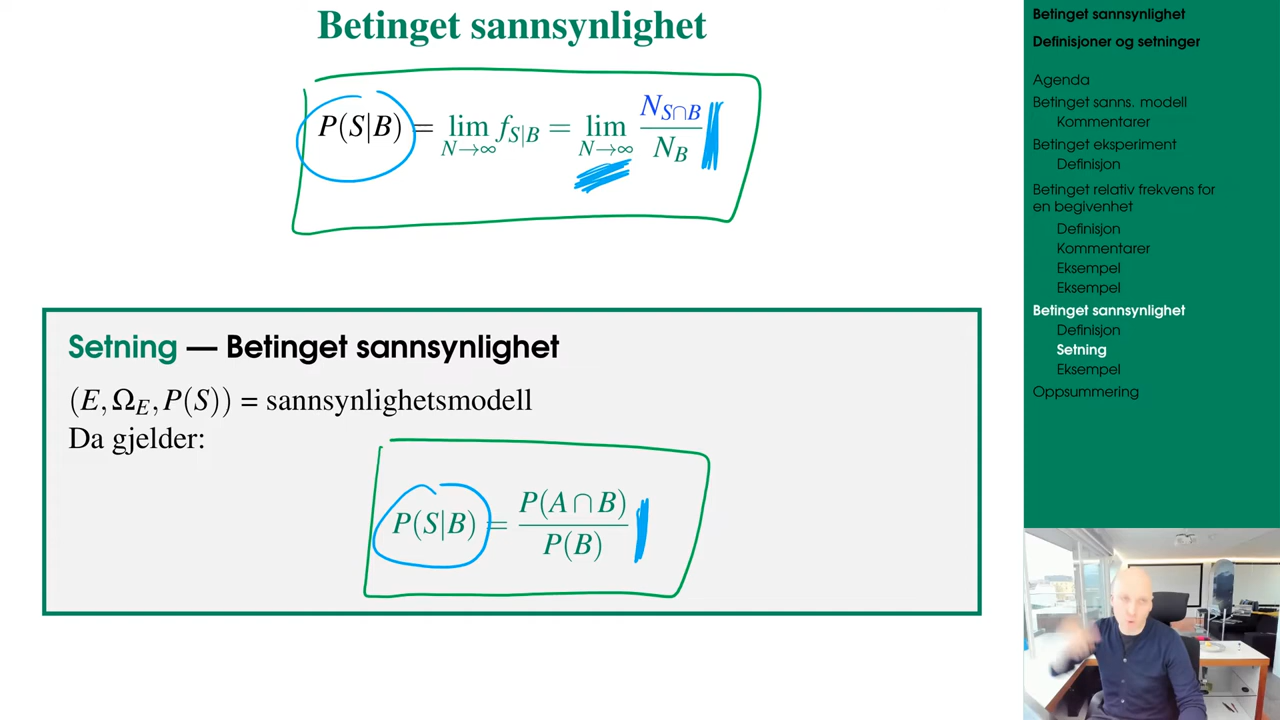 Betinget sannsynlighet
P(S|B) = lim N→∞ f_{S|B} = lim N→∞ N_{S∩B} / N_B
Setning — Betinget sannsynlighet
(E, Ω_E, P(S)) = sannsynlighetsmodell
Da gjelder:
P(S|B) = P(A ∩ B) / P(B)
Betinget sannsynlighet
Definisjoner og setninger
Agenda
Betinget sanns. modell
Kommentarer
Betinget eksperiment
Definisjon
Betinget relativ frekvens for
en begivenhet
Definisjon
Kommentarer
Eksempel
Eksempel
Betinget sannsynlighet
Definisjon
Setning
Eksempel
Oppsummering